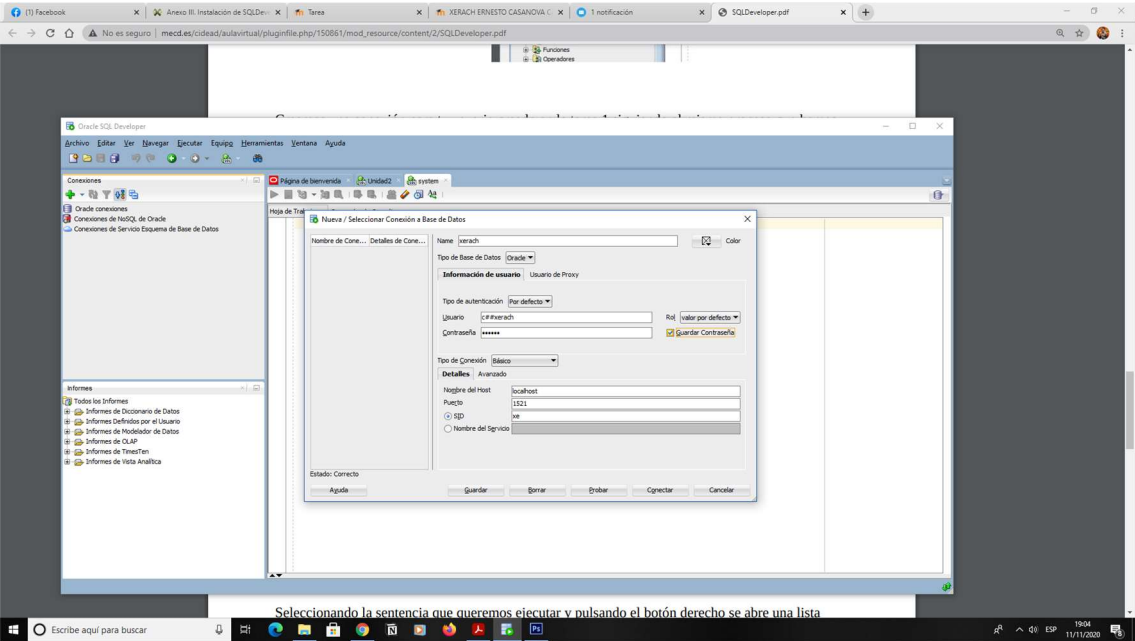 (1) Facebook
Anexo III. Instalación de SQLDev
Tarea
XERACH ERNESTO CASANOVA C
1 notificación
SQLDeveloper.pdf
No es seguro | mecd.es/cidead/aulavirtual/pluginfile.php/150861/mod_resource/content/2/SQLDeveloper.pdf
Funciones
Operadores
Oracle SQL Developer
Archivo Editar Ver Navegar Ejecutar Equipo Herramientas Ventana Ayuda
Conexiones
Página de bienvenida
Unidad2
system
Oracle conexiones
Conexiones de NoSQL de Oracle
Conexiones de Servicio Esquema de Base de Datos
Hoja de Tra
Nueva / Seleccionar Conexión a Base de Datos
Nombre de Cone... Detalles de Cone...
Name xerach
Color
Tipo de Base de Datos Oracle
Información de usuario Usuario de Proxy
Tipo de autenticación Por defecto
Usuario c##xerach
Rol valor por defecto
Contraseña ••••••
Guardar Contraseña
Tipo de Conexión Básico
Detalles Avanzado
Nombre del Host localhost
Puerto 1521
SID xe
Nombre del Servicio
Estado: Correcto
Ayuda Guardar Borrar Probar Conectar Cancelar
Informes
Todos los Informes
Informes de Diccionario de Datos
Informes Definidos por el Usuario
Informes de Modelador de Datos
Informes de OLAP
Informes de TimesTen
Informes de Vista Analítica
Seleccionando la sentencia que queremos ejecutar y pulsando el botón derecho se abre una lista
Escribe aquí para buscar
ESP
19:04
11/11/2020